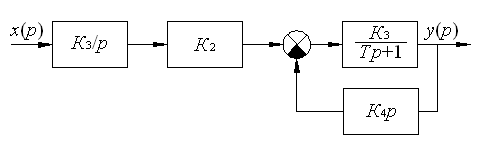 x(p)
K₃/p
K₂
K₃
Tp+1
y(p)
K₄p